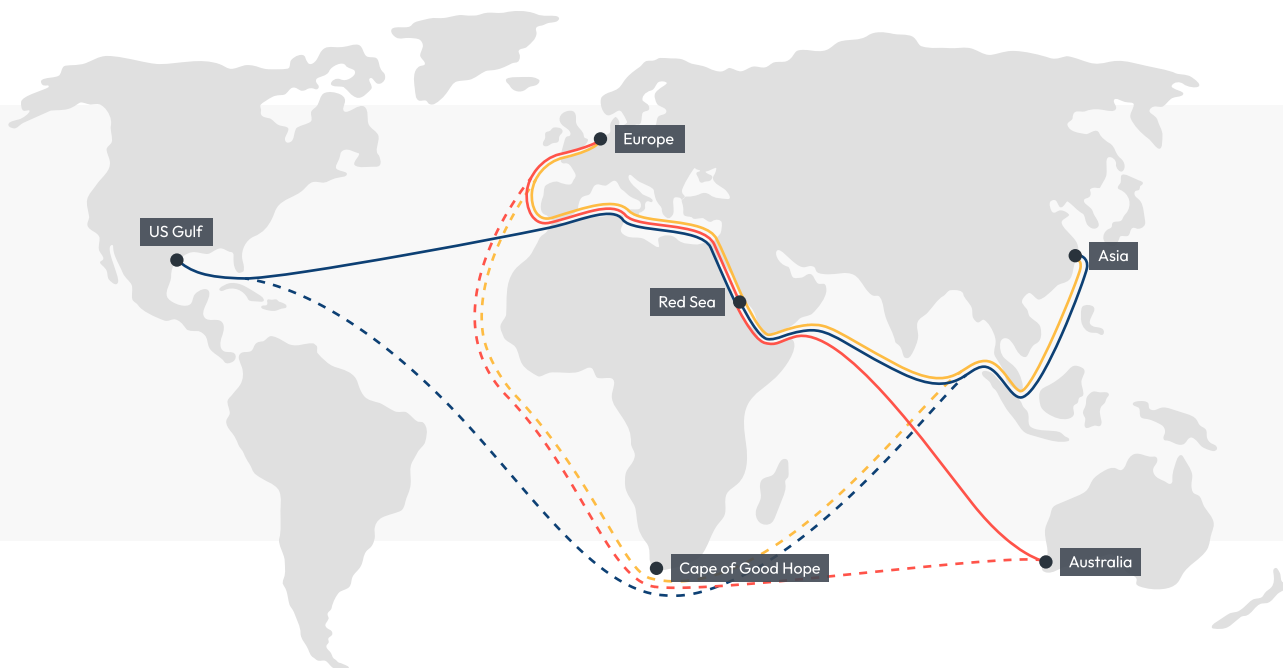 Europe
US Gulf
Asia
Red Sea
Cape of Good Hope
Australia